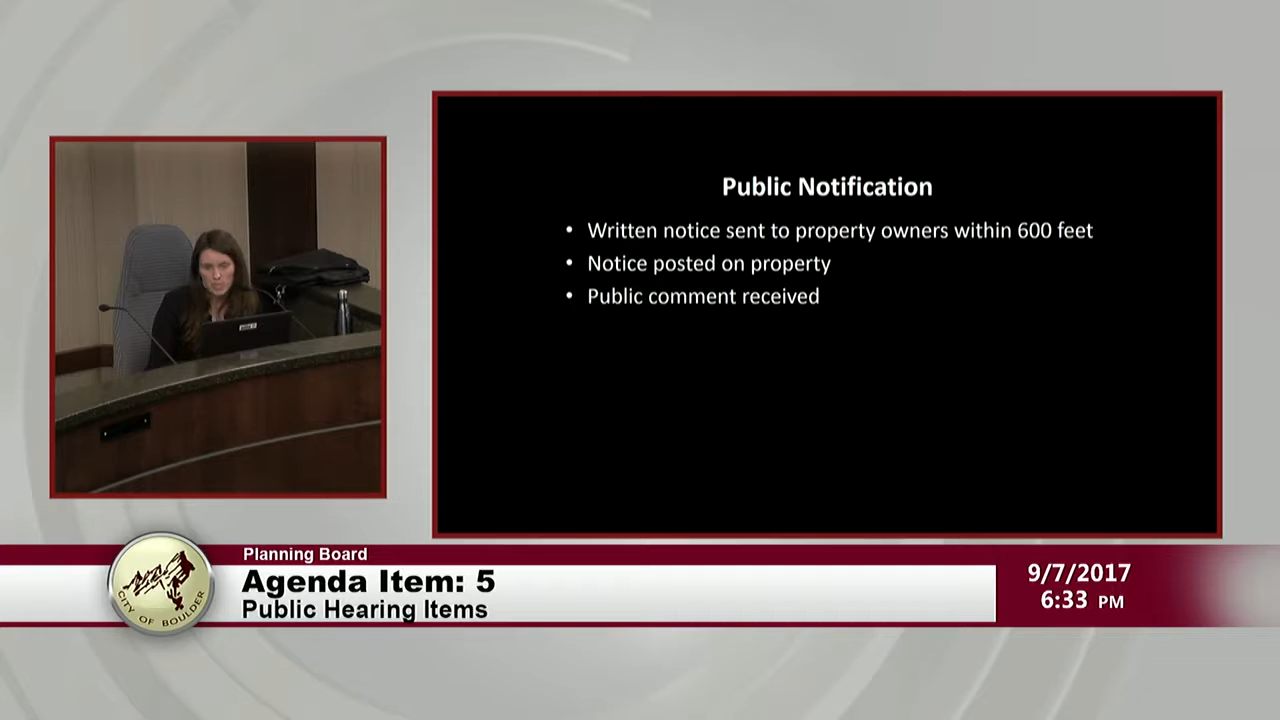 Public Notification
• Written notice sent to property owners within 600 feet
• Notice posted on property
• Public comment received
Planning Board
Agenda Item: 5
Public Hearing Items
CITY OF BOULDER
9/7/2017
6:33 PM